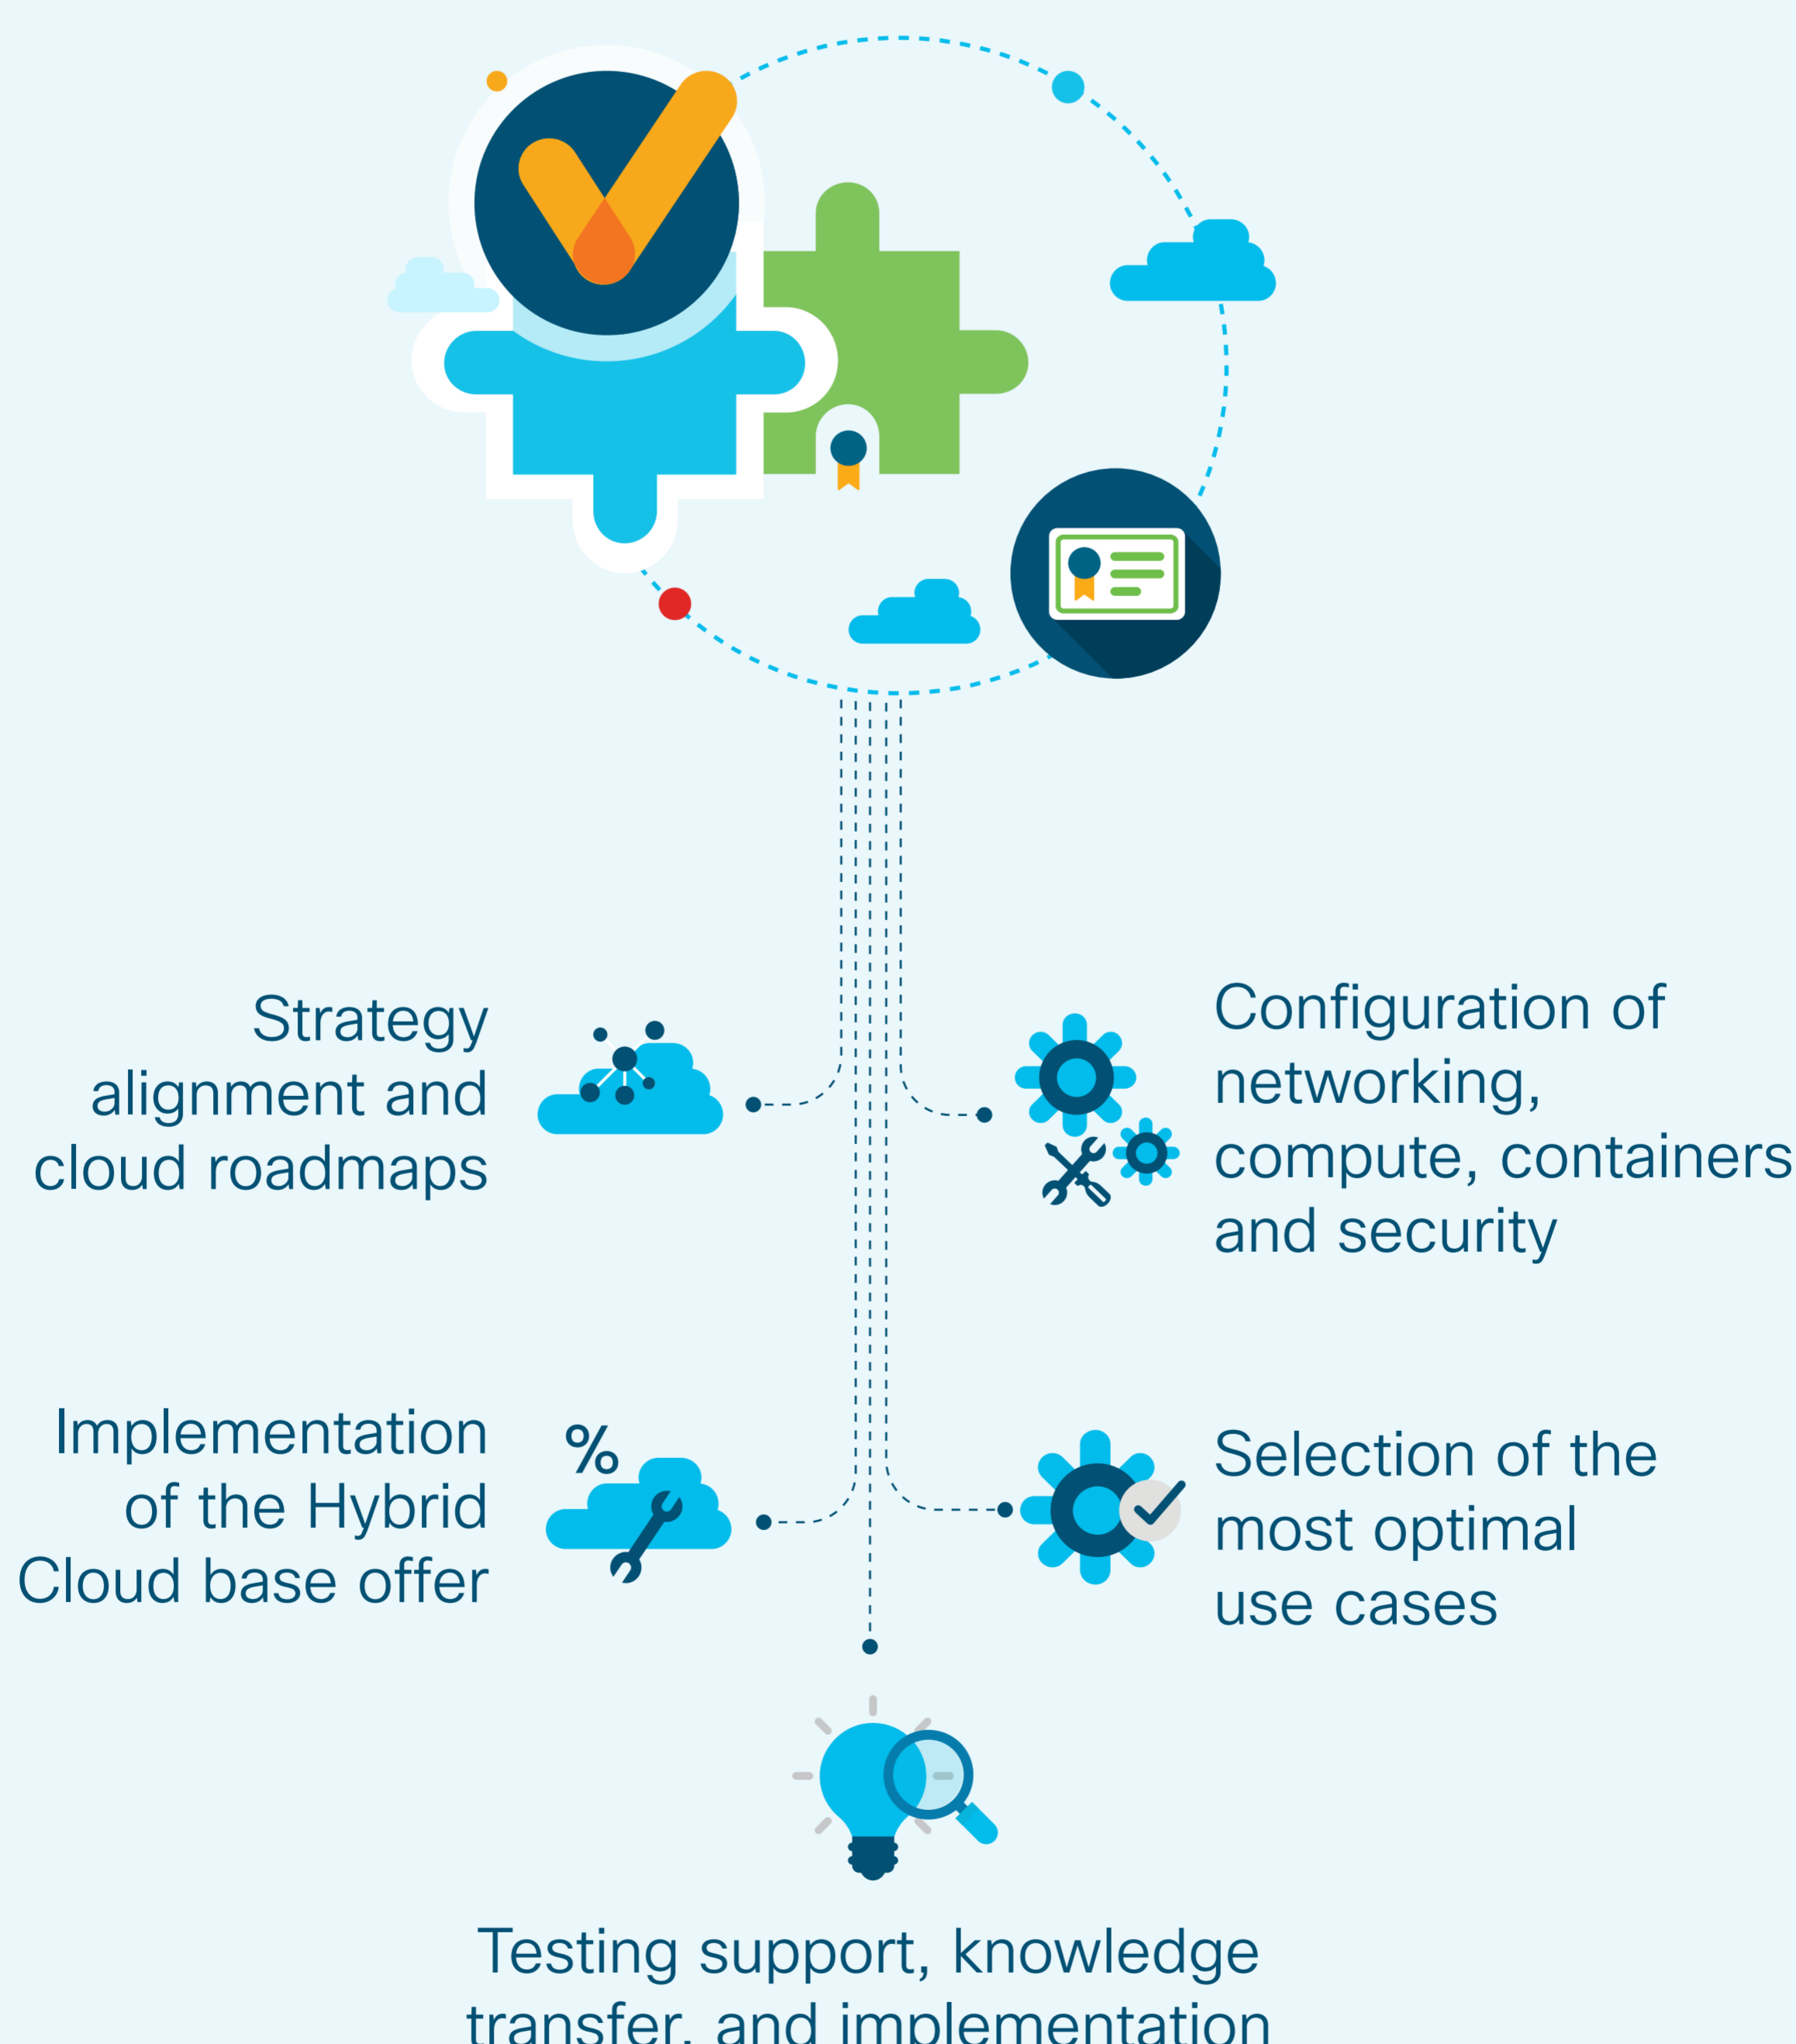 Strategy
alignment and
cloud roadmaps
Configuration of
networking,
compute, containers
and security
Implementation
of the Hybrid
Cloud base offer
%
Selection of the
most optimal
use cases
Testing support, knowledge
transfer, and implementation